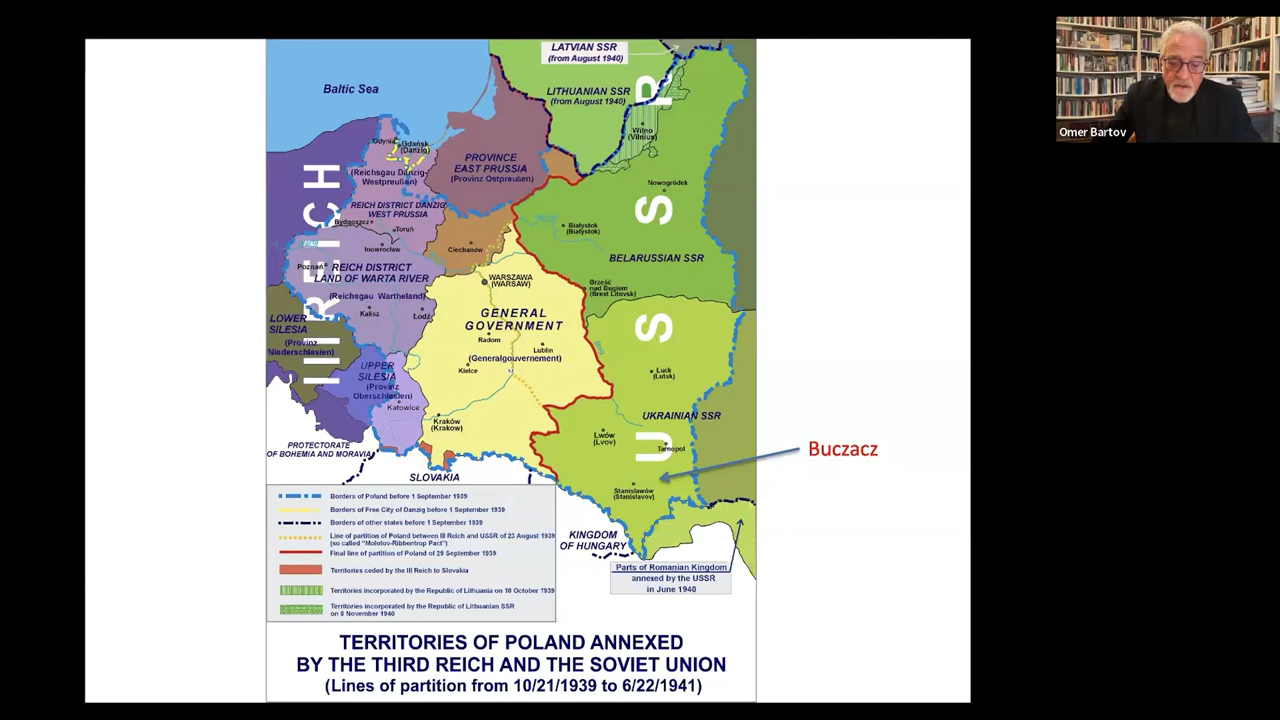 LATVIAN SSR
(from August 1940)
Baltic Sea
LITHUANIAN SSR
(from August 1940)
Wilno
(Vilnius)
Gdynia
Gdańsk
(Danzig)
PROVINCE
EAST PRUSSIA
(Provinz Ostpreußen)
(Reichsgau Danzig-
Westpreußen)
Nowogródek
REICH DISTRICT DANZIG
WEST PRUSSIA
Bydgoszcz
Toruń
Białystok
(Bialystok)
Inowrocław
Ciechanów
BELARUSSIAN SSR
Poznań
REICH DISTRICT
LAND OF WARTA RIVER
(Reichsgau Wartheland)
WARSZAWA
(WARSAW)
Brześć
nad Bugiem
(Brest Litovsk)
III REICH
USSR
Kalisz
Łódź
GENERAL
GOVERNMENT
LOWER
SILESIA
(Provinz
Niederschlesien)
Radom
Lublin
(Generalgouvernement)
Kielce
UPPER
SILESIA
(Provinz
Oberschlesien)
Katowice
Łuck
(Lutsk)
UKRAINIAN SSR
Kraków
(Krakow)
Lwów
(Lvov)
Tarnopol
Buczacz
PROTECTORATE
OF BOHEMIA AND MORAVIA
SLOVAKIA
Stanisławów
(Stanislavov)
KINGDOM
OF HUNGARY
Parts of Romanian Kingdom
annexed by the USSR
in June 1940
Borders of Poland before 1 September 1939
Borders of Free City of Danzig before 1 September 1939
Borders of other states before 1 September 1939
Line of partition of Poland between III Reich and USSR of 23 August 1939
(so called "Molotov-Ribbentrop Pact")
Final line of partition of Poland of 29 September 1939
Territories ceded by the III Reich to Slovakia
Territories incorporated by the Republic of Lithuania on 10 October 1939
Territories incorporated by the Republic of Lithuanian SSR
on 6 November 1940
TERRITORIES OF POLAND ANNEXED
BY THE THIRD REICH AND THE SOVIET UNION
(Lines of partition from 10/21/1939 to 6/22/1941)
Omer Bartov